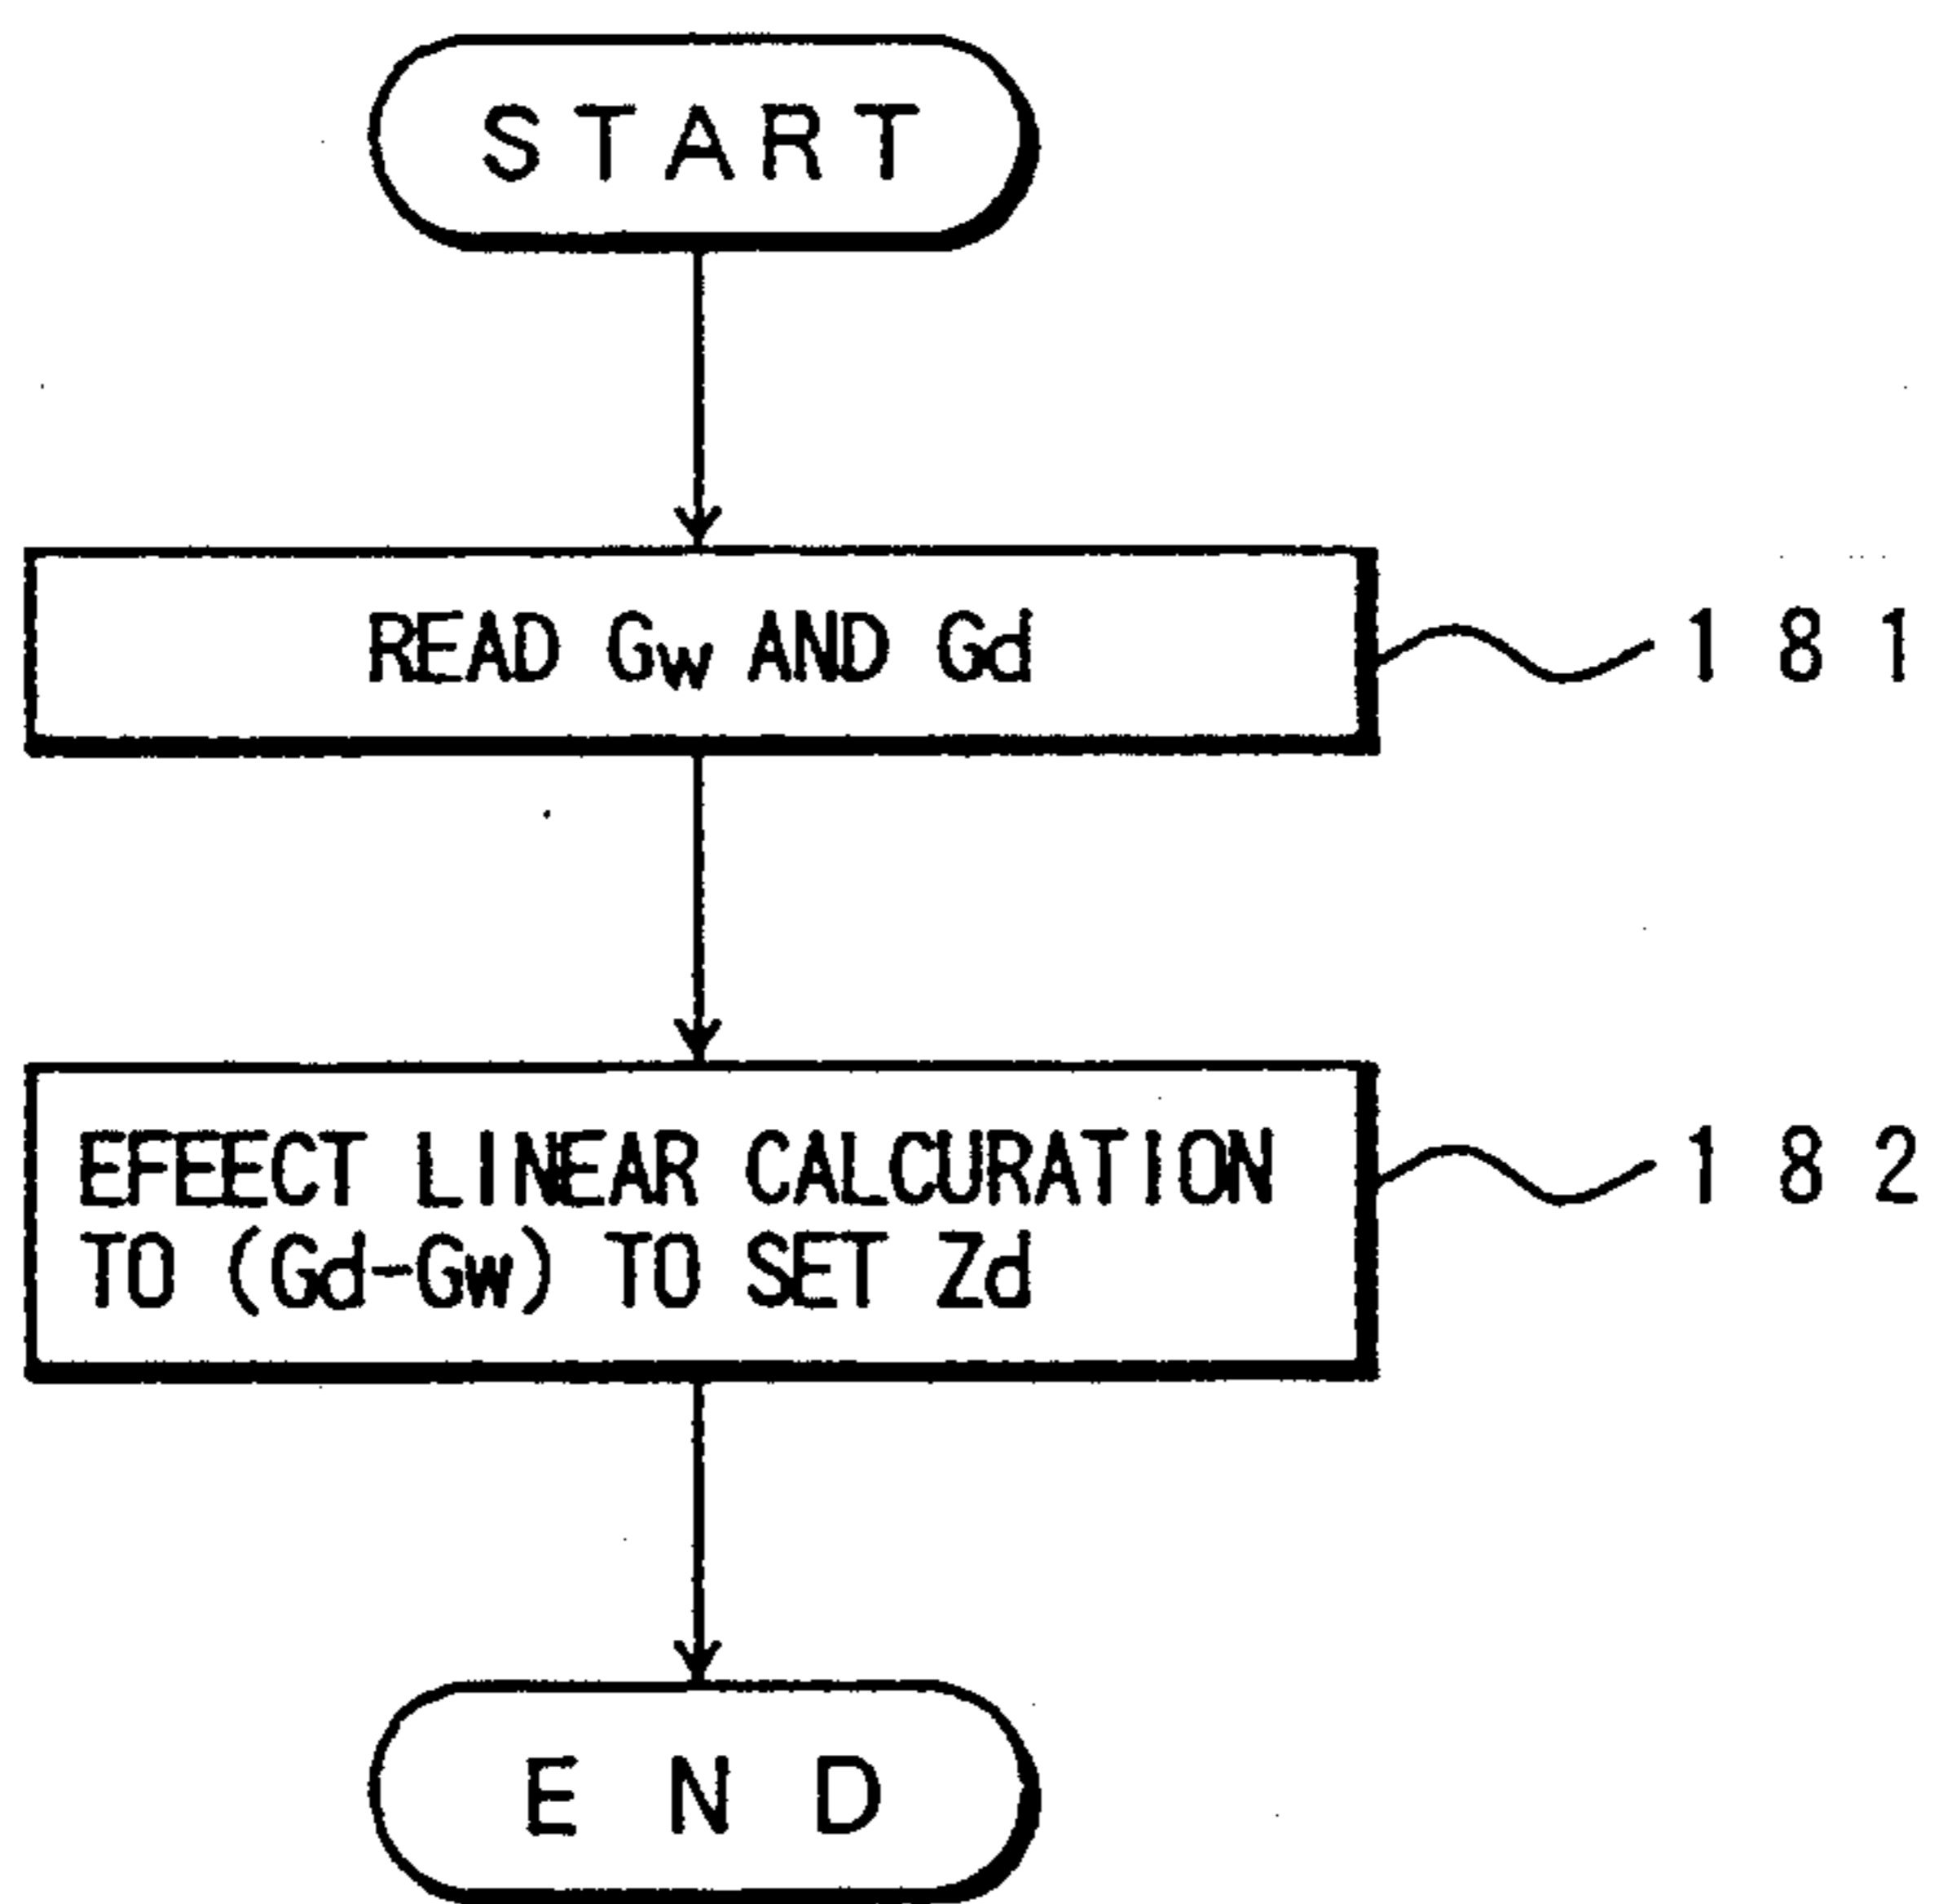 START
READ Gw AND Gd
181
EFEECT LINEAR CALCURATION
TO (Gd-Gw) TO SET Zd
182
END